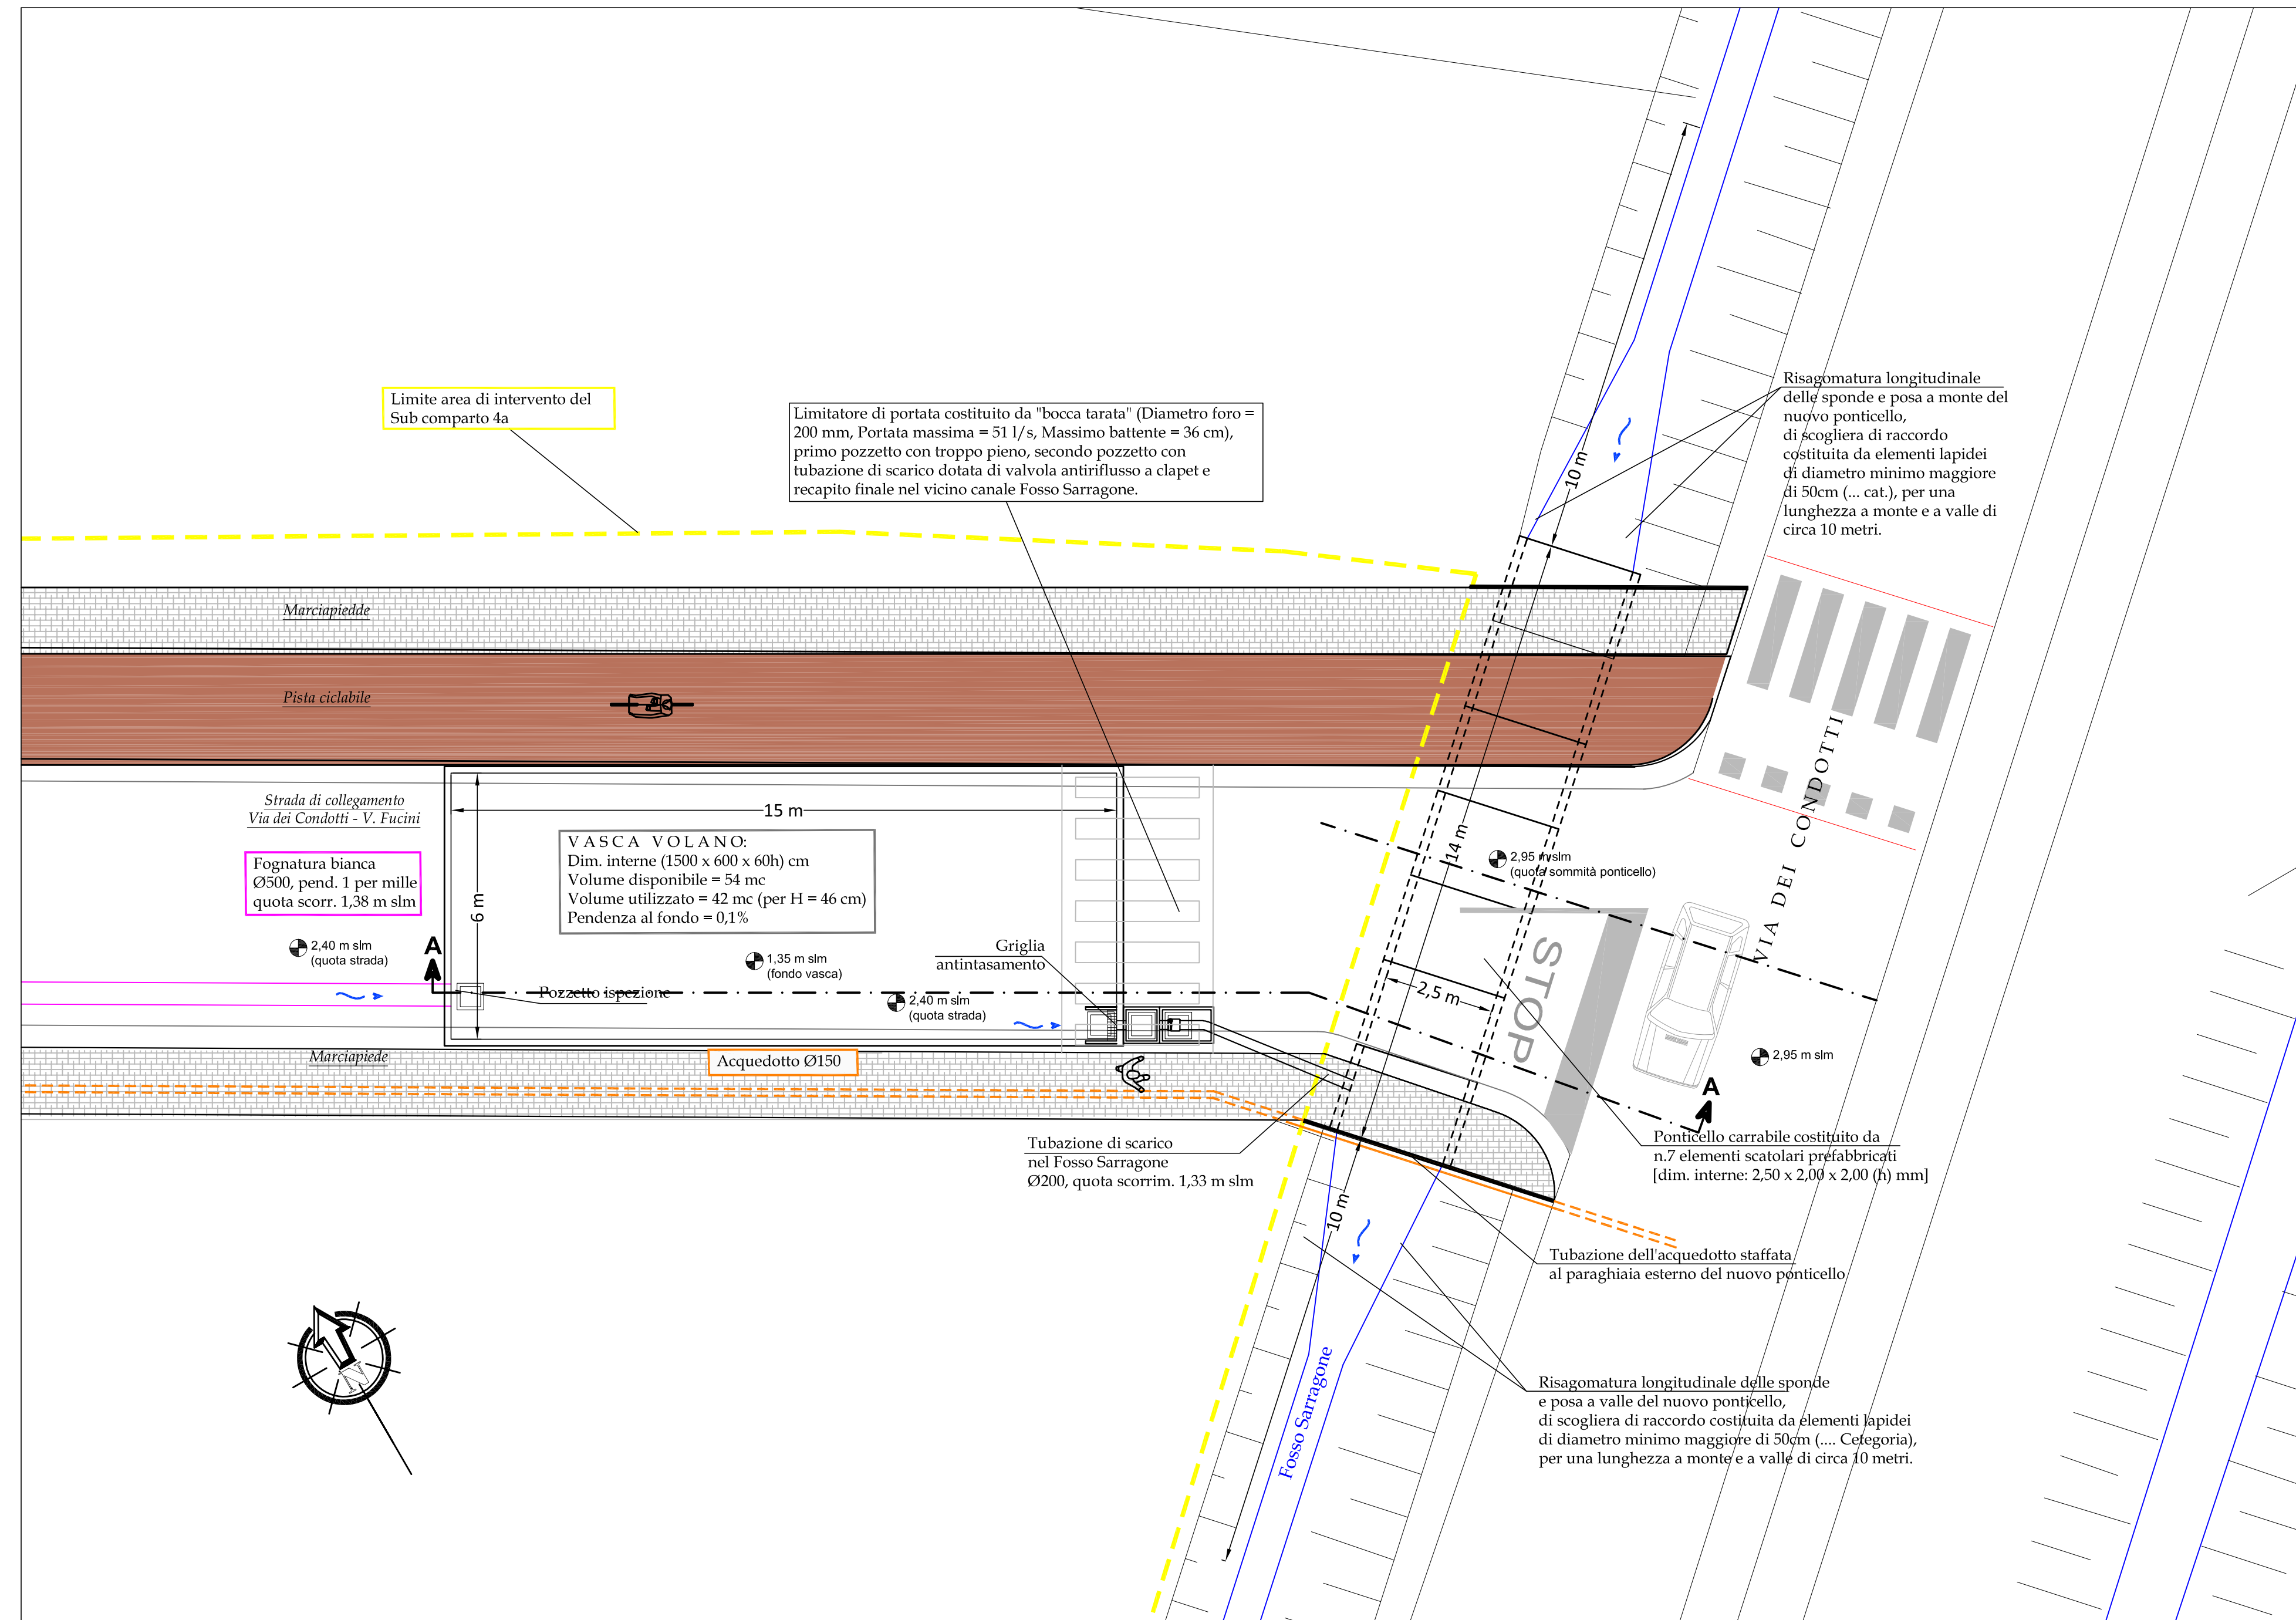 Limite area di intervento del
Sub comparto 4a
Limitatore di portata costituito da "bocca tarata" (Diametro foro =
200 mm, Portata massima = 51 l/s, Massimo battente = 36 cm),
primo pozzetto con troppo pieno, secondo pozzetto con
tubazione di scarico dotata di valvola antiriflusso a clapet e
recapito finale nel vicino canale Fosso Sarragone.
Risagomatura longitudinale
delle sponde e posa a monte del
nuovo ponticello,
di scogliera di raccordo
costituita da elementi lapidei
di diametro minimo maggiore
di 50cm (... cat.), per una
lunghezza a monte e a valle di
circa 10 metri.
10 m
Marciapiedde
Pista ciclabile
Strada di collegamento
Via dei Condotti - V. Fucini
Fognatura bianca
Ø500, pend. 1 per mille
quota scorr. 1,38 m slm
2,40 m slm
(quota strada)
A
15 m
6 m
VASCA VOLANO:
Dim. interne (1500 x 600 x 60h) cm
Volume disponibile = 54 mc
Volume utilizzato = 42 mc (per H = 46 cm)
Pendenza al fondo = 0,1%
1,35 m slm
(fondo vasca)
Pozzetto ispezione
2,40 m slm
(quota strada)
Griglia
antintasamento
14 m
2,95 m slm
(quota sommità ponticello)
VIA DEI CONDOTTI
2,5 m
STOP
2,95 m slm
A
Marciapiede
Acquedotto Ø150
Tubazione di scarico
nel Fosso Sarragone
Ø200, quota scorrim. 1,33 m slm
Ponticello carrabile costituito da
n.7 elementi scatolari prefabbricati
[dim. interne: 2,50 x 2,00 x 2,00 (h) mm]
10 m
Tubazione dell'acquedotto staffata
al paraghiaia esterno del nuovo ponticello
Fosso Sarragone
Risagomatura longitudinale delle sponde
e posa a valle del nuovo ponticello,
di scogliera di raccordo costituita da elementi lapidei
di diametro minimo maggiore di 50cm (.... Cetegoria),
per una lunghezza a monte e a valle di circa 10 metri.
N